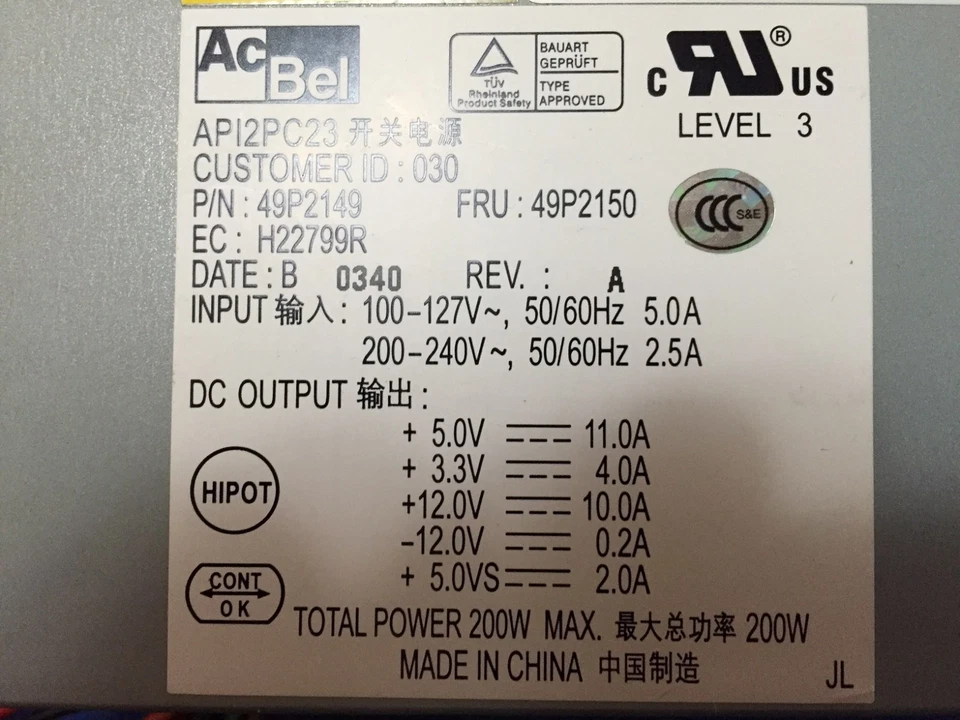 AcBel
TÜV
Rheinland
Product Safety
BAUART
GEPRÜFT
TYPE
APPROVED
C RU ® US
LEVEL 3
API2PC23 开关电源
CUSTOMER ID : 030
P/N : 49P2149 FRU : 49P2150
CCC S&E
EC : H22799R
DATE : B 0340 REV. : A
INPUT 输入 : 100-127V~, 50/60Hz 5.0A
200-240V~, 50/60Hz 2.5A
DC OUTPUT 输出 :
+ 5.0V 11.0A
+ 3.3V 4.0A
+12.0V 10.0A
-12.0V 0.2A
+ 5.0VS 2.0A
HIPOT
CONT
OK
TOTAL POWER 200W MAX. 最大总功率 200W
MADE IN CHINA 中国制造
JL